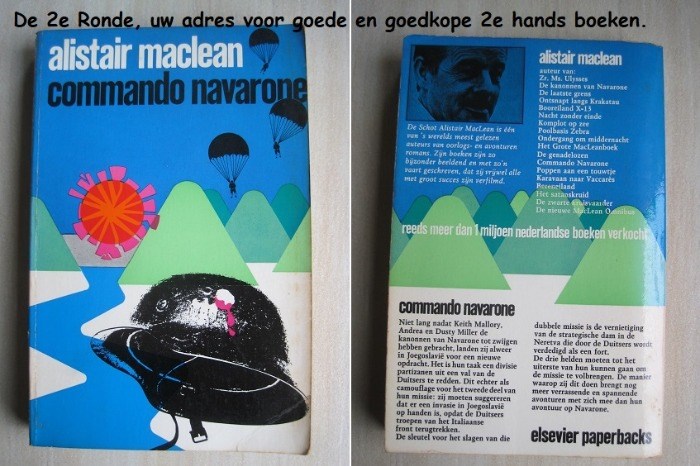 De 2e Ronde, uw adres voor goede en goedkope 2e hands boeken.
alistair maclean
commando navarone
De Schot Alistair MacLean is één
van 's werelds meest gelezen
auteurs van oorlogs- en avonturen
romans. Zijn boeken zijn zo
bijzonder beeldend en met zo'n
vaart geschreven, dat zij vrijwel alle
met groot succes zijn verfilmd.
alistair maclean
auteur van:
Zr. Ms. Ulysses
De kanonnen van Navarone
De laatste grens
Ontsnapt langs Krakatau
Booreiland X-13
Nacht zonder einde
Komplot op zee
Poolbasis Zebra
Ondergang om middernacht
Het Grote MacLeanboek
De genadelozen
Commando Navarone
Poppen aan een touwtje
Karavaan naar Vaccarès
Bereneiland
Het satanskruid
De zwarte
De nieuwe MacLean Omnibus
reeds meer dan 1 miljoen nederlandse boeken verkocht
commando navarone
Niet lang nadat Keith Mallory,
Andrea en Dusty Miller de
kanonnen van Navarone tot zwijgen
hebben gebracht, landen zij alweer
in Joegoslavië voor een nieuwe
opdracht. Het is hun taak een divisie
partizanen uit een val van de
Duitsers te redden. Dit echter als
camouflage voor het tweede deel van
hun missie: zij moeten suggereren
dat er een invasie in Joegoslavië
op handen is, opdat de Duitsers
troepen van het Italiaanse
front terugtrekken.
De sleutel voor het slagen van die
dubbele missie is de vernietiging
van de strategische dam in de
Neretva die door de Duitsers wordt
verdedigd als een fort.
De drie helden moeten tot het
uiterste van hun kunnen gaan om
de missie te volbrengen. De manier
waarop zij dit doen brengt nog
meer verrassende en spannende
avonturen met zich mee dan hun
avontuur op Navarone.
elsevier paperbacks